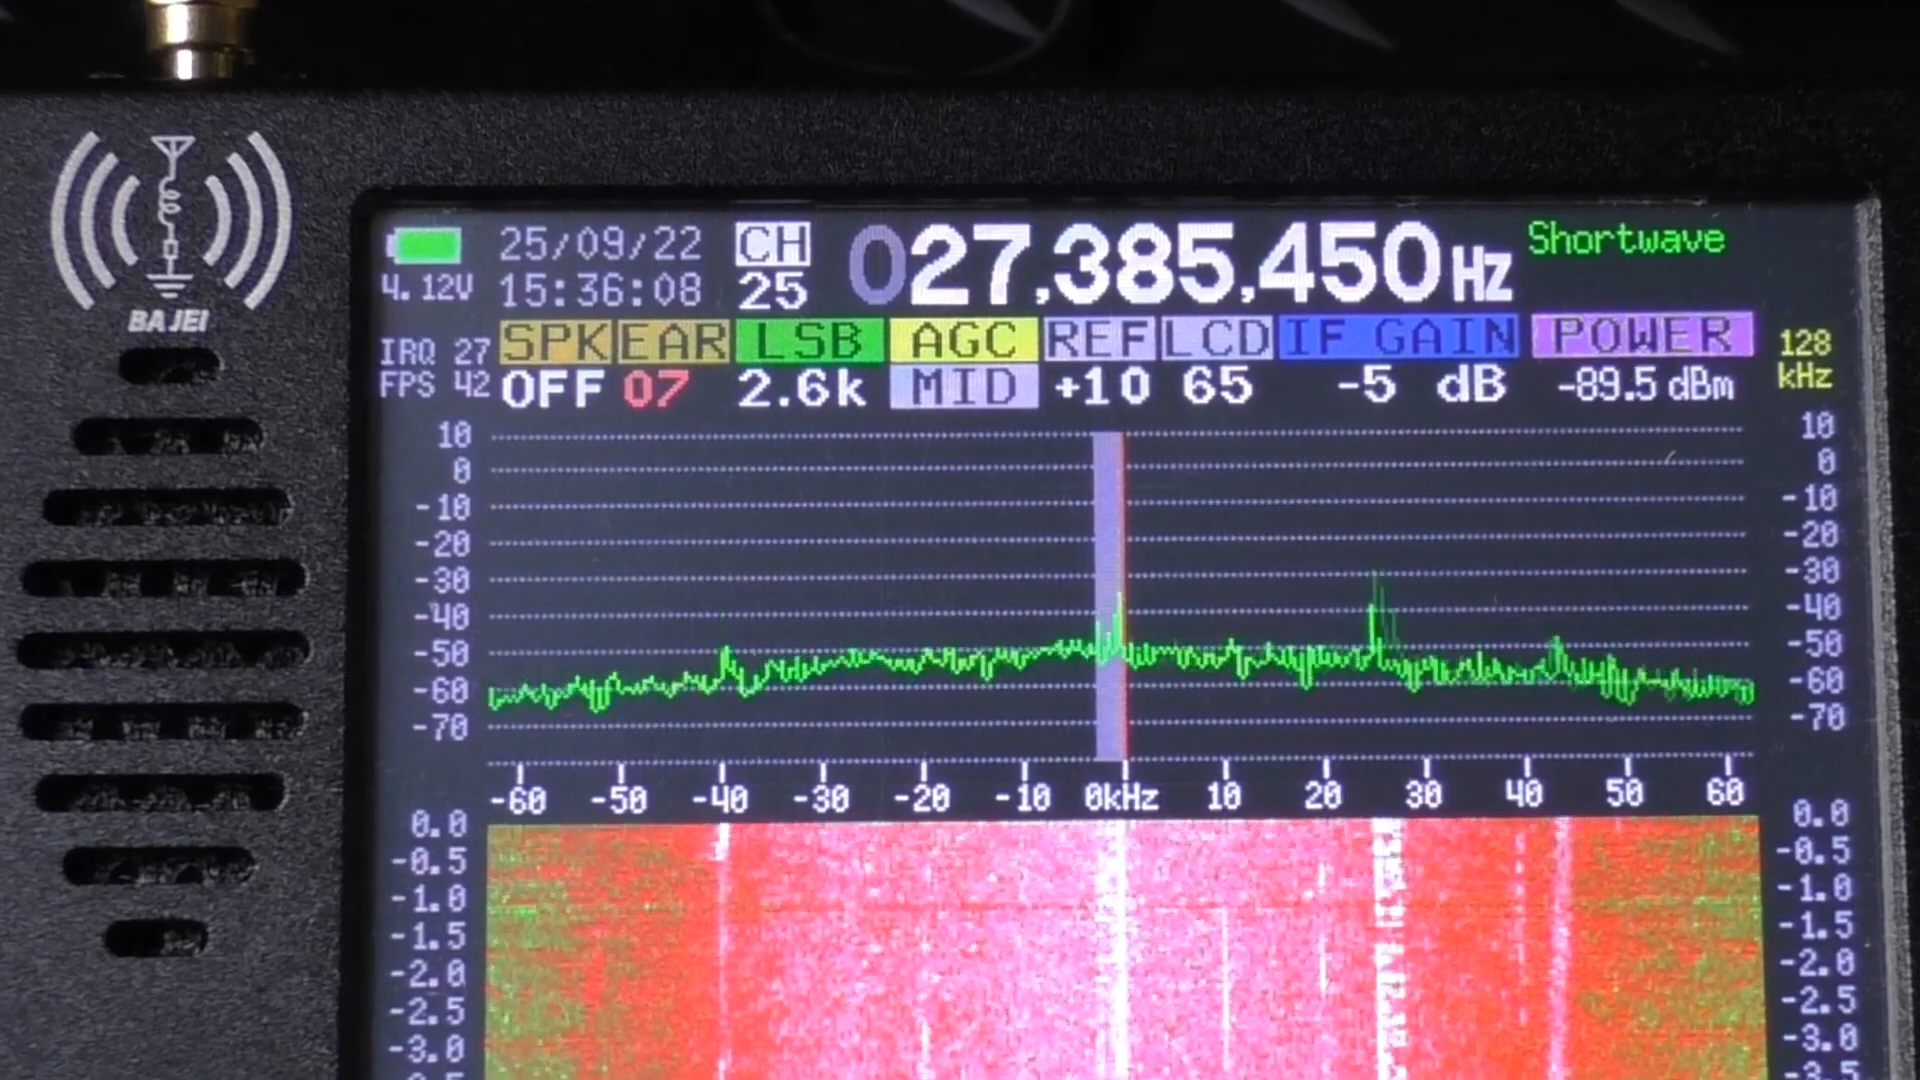 25/09/22 CH 027,385,450Hz Shortwave
4.12V 15:36:08 25
BAJEI
IRQ 27 SPK EAR LSB AGC REF LCD IF GAIN POWER 128
FPS 42 OFF 07 2.6k MID +10 65 -5 dB -89.5 dBm kHz
10 10
0 0
-10 -10
-20 -20
-30 -30
-40 -40
-50 -50
-60 -60
-70 -70
-60 -50 -40 -30 -20 -10 0kHz 10 20 30 40 50 60
0.0 0.0
-0.5 -0.5
-1.0 -1.0
-1.5 -1.5
-2.0 -2.0
-2.5 -2.5
-3.0 -3.0
-3.5